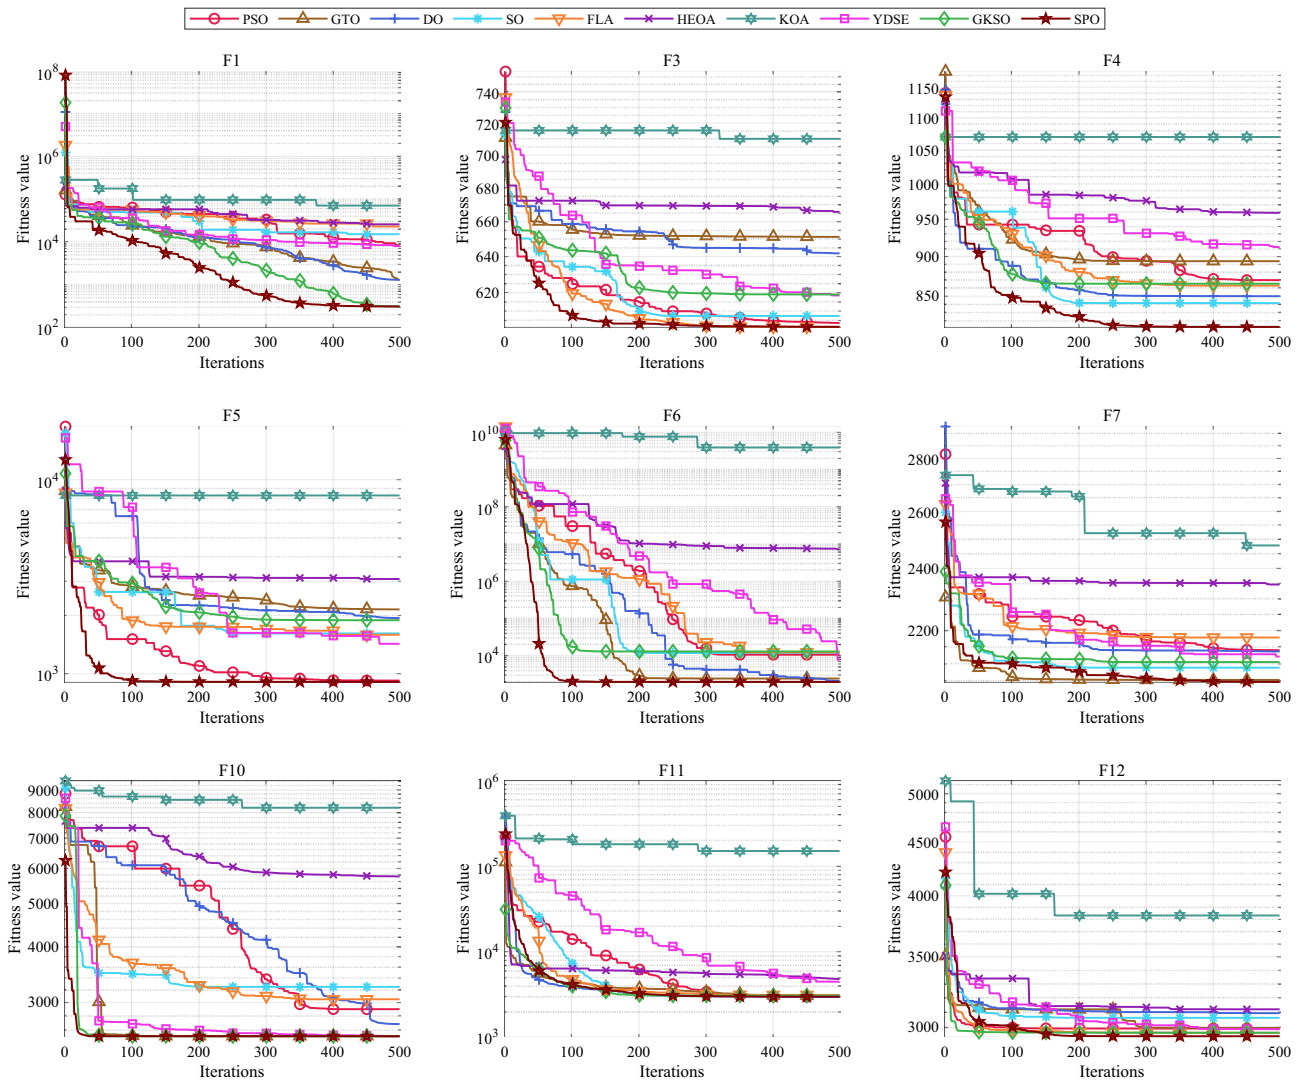 PSO GTO DO SO FLA HEOA KOA YDSE GKSO SPO
F1
Fitness value
10^8
10^6
10^4
10^2
0 100 200 300 400 500
Iterations
F3
Fitness value
740
720
700
680
660
640
620
0 100 200 300 400 500
Iterations
F4
Fitness value
1150
1100
1050
1000
950
900
850
0 100 200 300 400 500
Iterations
F5
Fitness value
10^4
10^3
0 100 200 300 400 500
Iterations
F6
Fitness value
10^10
10^8
10^6
10^4
0 100 200 300 400 500
Iterations
F7
Fitness value
2800
2600
2400
2200
0 100 200 300 400 500
Iterations
F10
Fitness value
9000
8000
7000
6000
5000
4000
3000
0 100 200 300 400 500
Iterations
F11
Fitness value
10^6
10^5
10^4
10^3
0 100 200 300 400 500
Iterations
F12
Fitness value
5000
4500
4000
3500
3000
0 100 200 300 400 500
Iterations